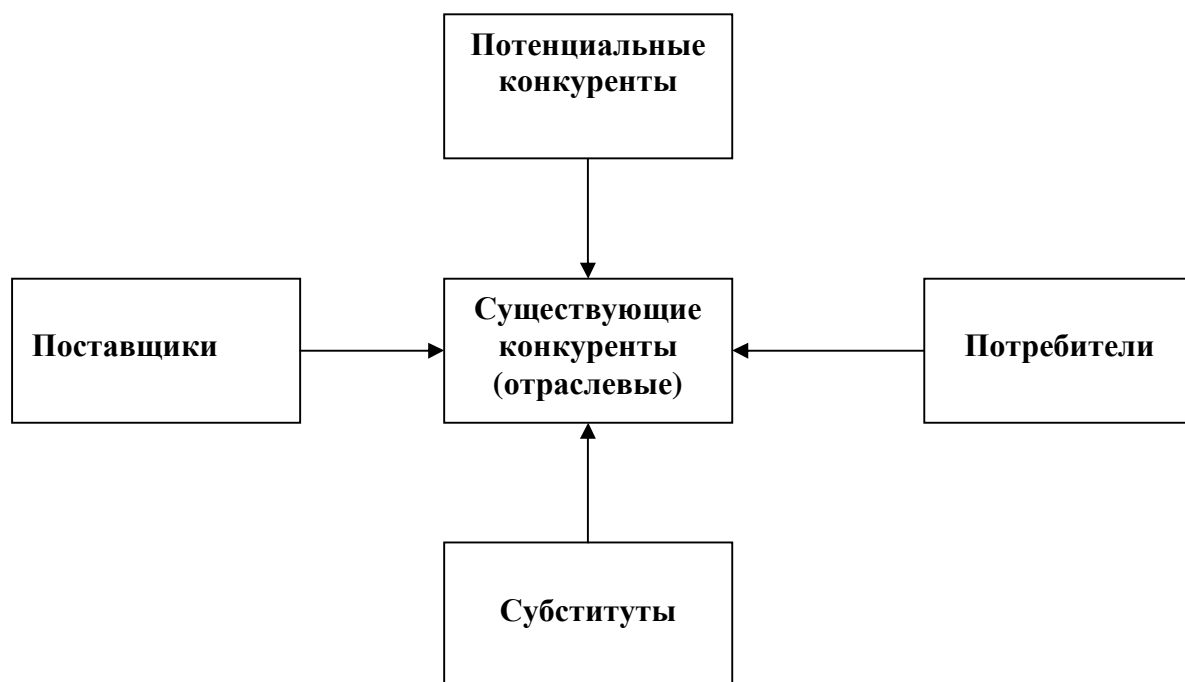 Потенциальные
конкуренты
Поставщики
Существующие
конкуренты
(отраслевые)
Потребители
Субституты